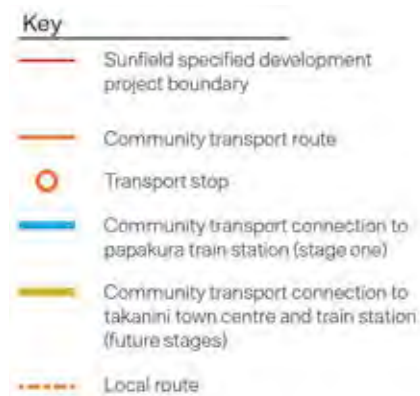 Key
Sunfield specified development
project boundary
Community transport route
Transport stop
Community transport connection to
papakura train station (stage one)
Community transport connection to
takanini town centre and train station
(future stages)
Local route